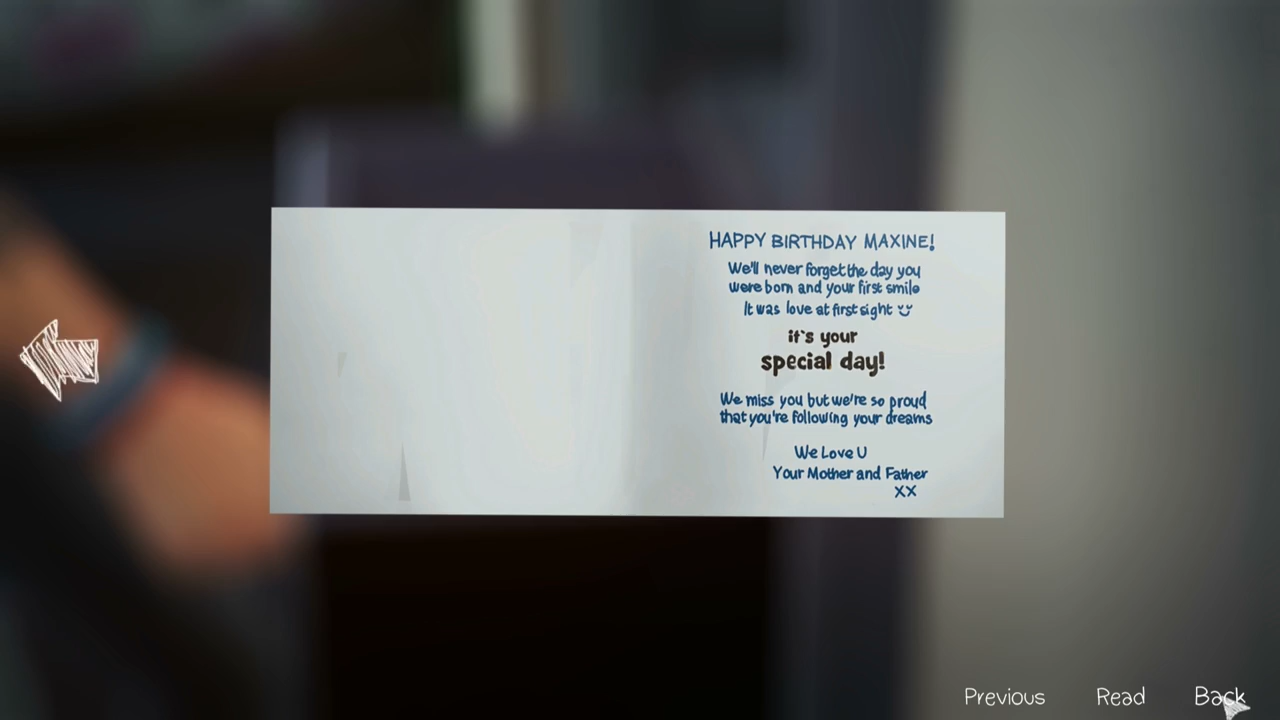 HAPPY BIRTHDAY MAXINE!
We'll never forget the day you
were born and your first smile
It was love at first sight
it's your
special day!
We miss you but we're so proud
that you're following your dreams
We Love U
Your Mother and Father
XX
Previous Read Back